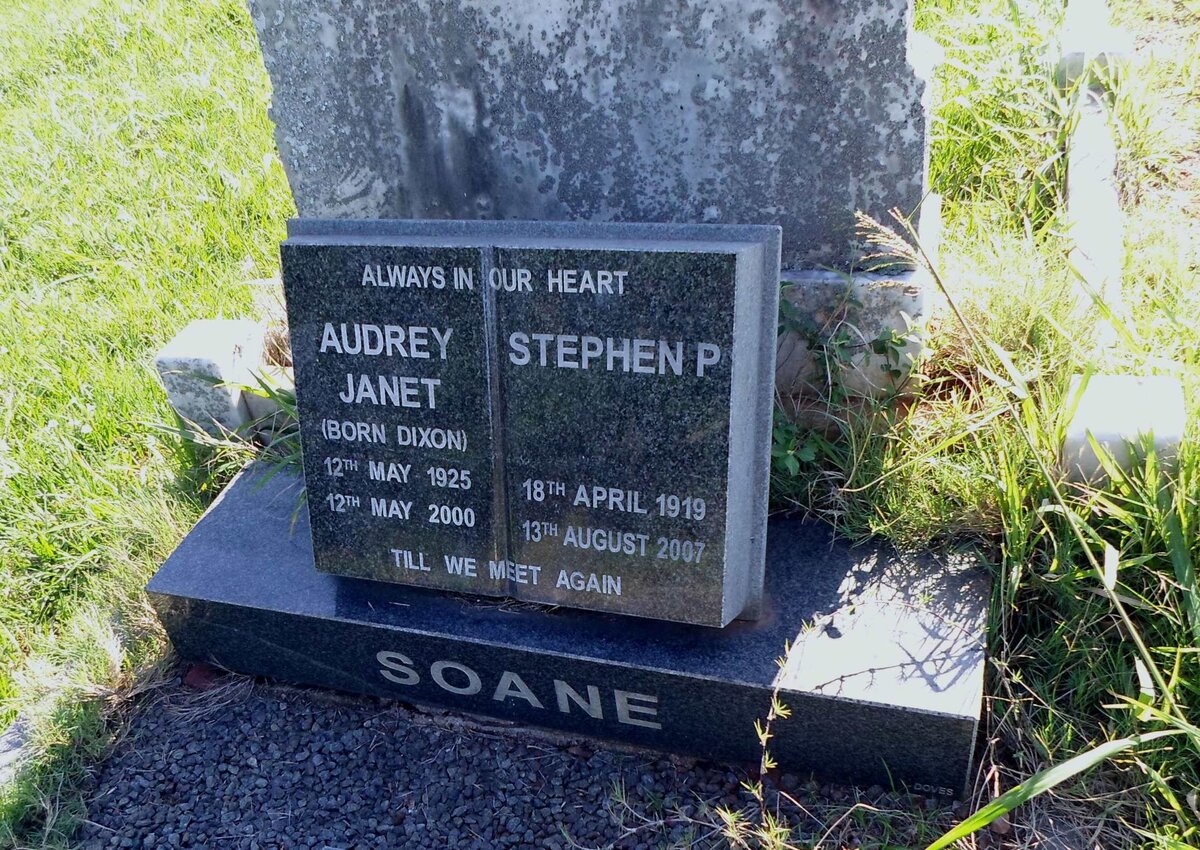 ALWAYS IN OUR HEART
AUDREY
JANET
(BORN DIXON)
12TH MAY 1925
12TH MAY 2000
STEPHEN P
18TH APRIL 1919
13TH AUGUST 2007
TILL WE MEET AGAIN
SOANE
DOVES